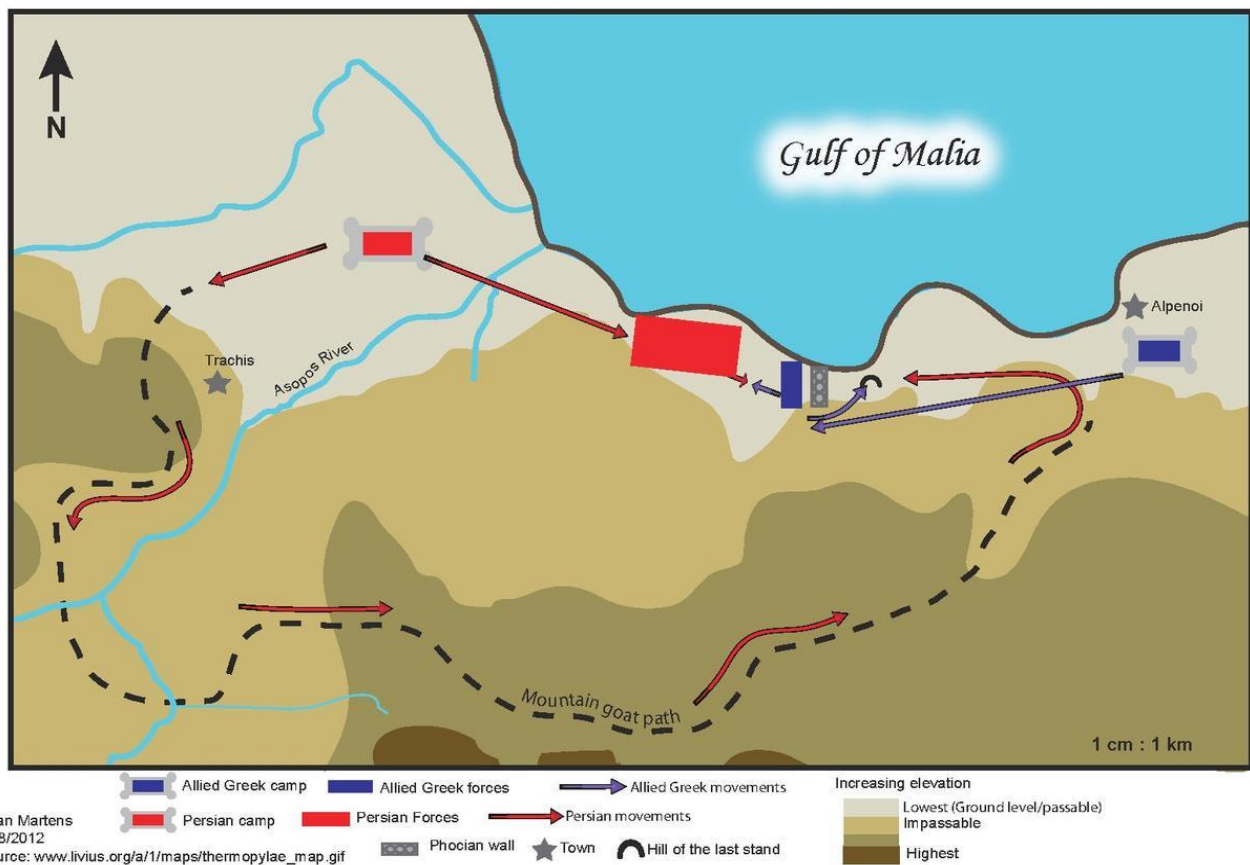 N
Gulf of Malia
Alpenoi
Trachis
Asopos River
Mountain goat path
1 cm : 1 km
Allied Greek camp
Allied Greek forces
Allied Greek movements
Persian camp
Persian Forces
Persian movements
Phocian wall
Town
Hill of the last stand
Increasing elevation
Lowest (Ground level/passable)
Impassable
Highest
an Martens
8/2012
urce: www.livius.org/a/1/maps/thermopylae_map.gif